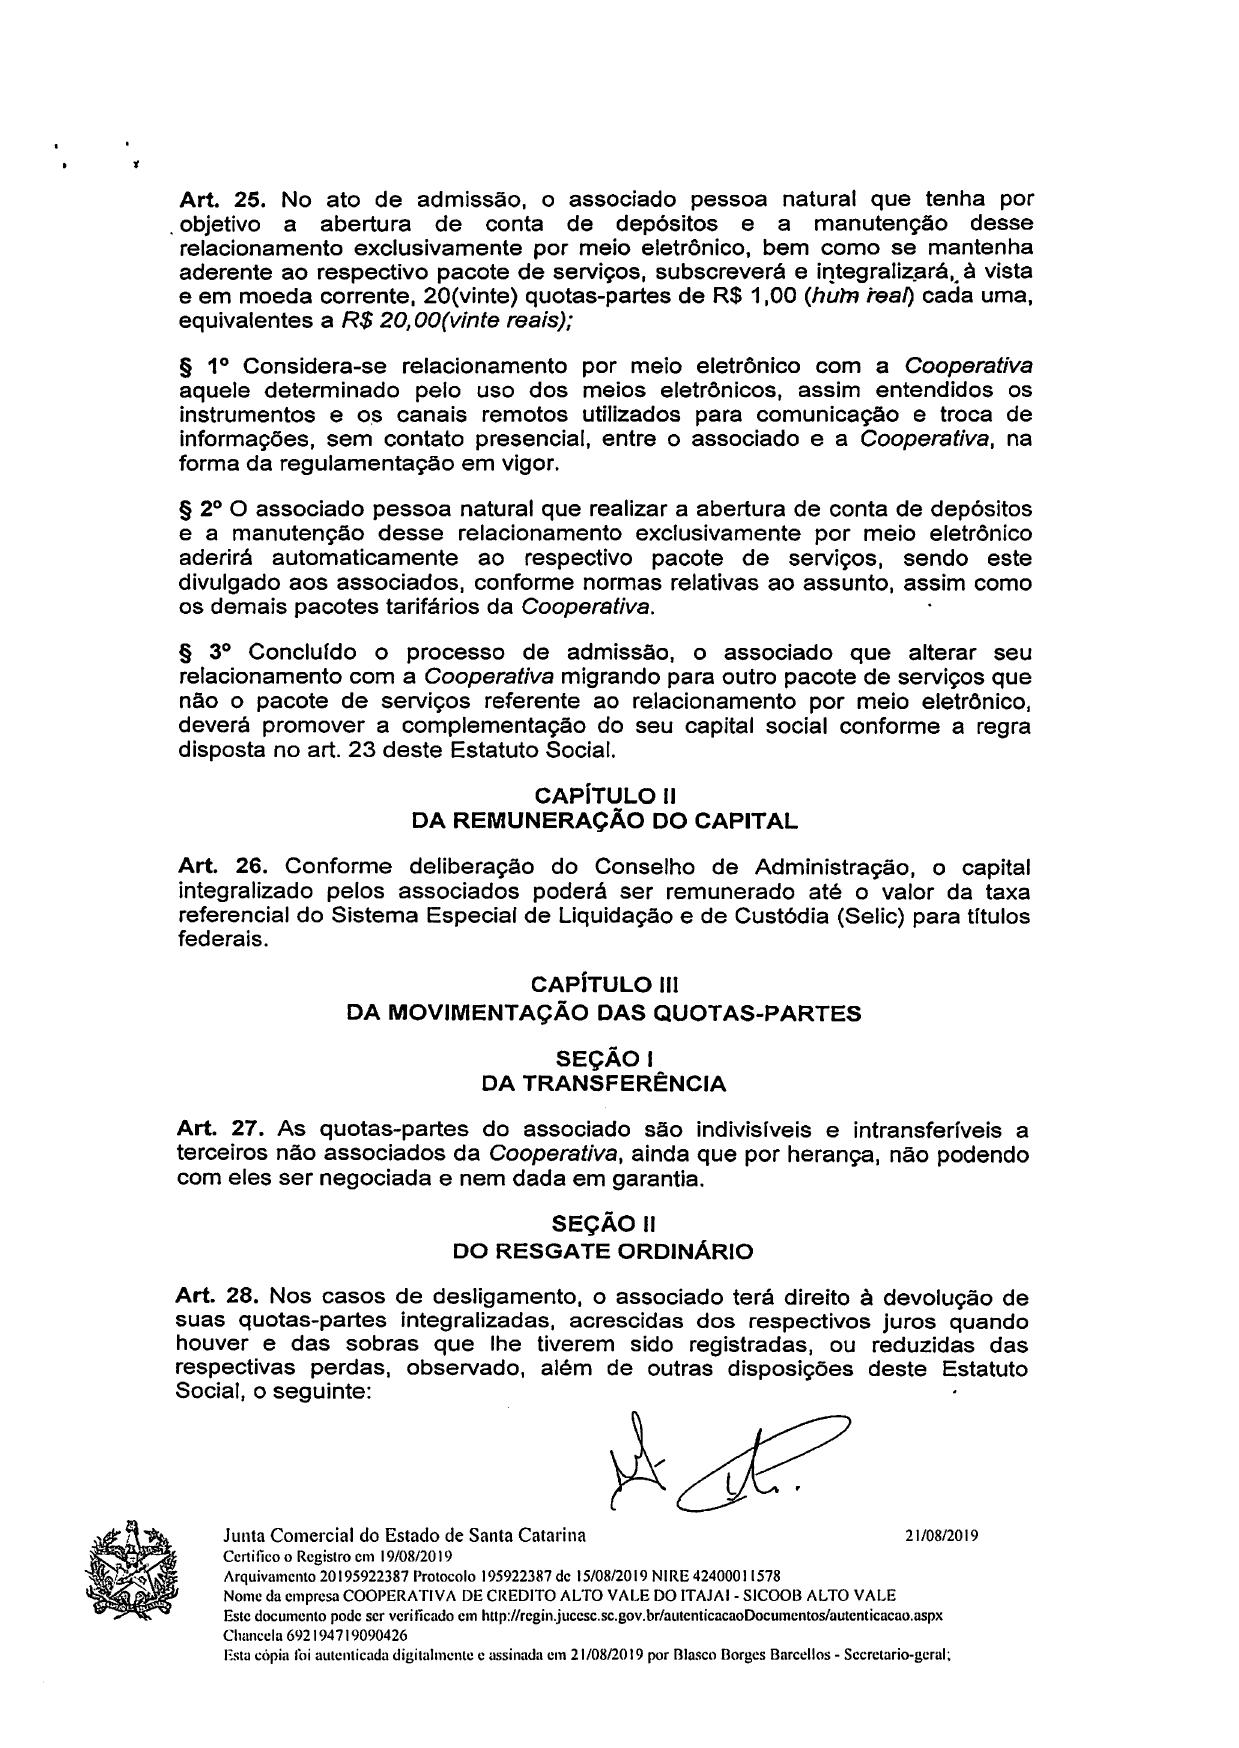 Art. 25. No ato de admissão, o associado pessoa natural que tenha por
objetivo a abertura de conta de depósitos e a manutenção desse
relacionamento exclusivamente por meio eletrônico, bem como se mantenha
aderente ao respectivo pacote de serviços, subscreverá e integralizará, à vista
e em moeda corrente, 20(vinte) quotas-partes de R$ 1,00 (hum real) cada uma,
equivalentes a R$ 20,00(vinte reais);
§ 1º Considera-se relacionamento por meio eletrônico com a Cooperativa
aquele determinado pelo uso dos meios eletrônicos, assim entendidos os
instrumentos e os canais remotos utilizados para comunicação e troca de
informações, sem contato presencial, entre o associado e a Cooperativa, na
forma da regulamentação em vigor.
§ 2º O associado pessoa natural que realizar a abertura de conta de depósitos
e a manutenção desse relacionamento exclusivamente por meio eletrônico
aderirá automaticamente ao respectivo pacote de serviços, sendo este
divulgado aos associados, conforme normas relativas ao assunto, assim como
os demais pacotes tarifários da Cooperativa.
§ 3º Concluído o processo de admissão, o associado que alterar seu
relacionamento com a Cooperativa migrando para outro pacote de serviços que
não o pacote de serviços referente ao relacionamento por meio eletrônico,
deverá promover a complementação do seu capital social conforme a regra
disposta no art. 23 deste Estatuto Social.
CAPÍTULO II
DA REMUNERAÇÃO DO CAPITAL
Art. 26. Conforme deliberação do Conselho de Administração, o capital
integralizado pelos associados poderá ser remunerado até o valor da taxa
referencial do Sistema Especial de Liquidação e de Custódia (Selic) para títulos
federais.
CAPÍTULO III
DA MOVIMENTAÇÃO DAS QUOTAS-PARTES
SEÇÃO I
DA TRANSFERÊNCIA
Art. 27. As quotas-partes do associado são indivisíveis e intransferíveis a
terceiros não associados da Cooperativa, ainda que por herança, não podendo
com eles ser negociada e nem dada em garantia.
SEÇÃO II
DO RESGATE ORDINÁRIO
Art. 28. Nos casos de desligamento, o associado terá direito à devolução de
suas quotas-partes integralizadas, acrescidas dos respectivos juros quando
houver e das sobras que lhe tiverem sido registradas, ou reduzidas das
respectivas perdas, observado, além de outras disposições deste Estatuto
Social, o seguinte:
Junta Comercial do Estado de Santa Catarina 21/08/2019
Certifico o Registro em 19/08/2019
Arquivamento 20195922387 Protocolo 195922387 de 15/08/2019 NIRE 42400011578
Nome da empresa COOPERATIVA DE CREDITO ALTO VALE DO ITAJAI - SICOOB ALTO VALE
Este documento pode ser verificado em http://regin.jucesc.sc.gov.br/autenticacaoDocumentos/autenticacao.aspx
Chancela 692194719090426
Esta cópia foi autenticada digitalmente e assinada em 21/08/2019 por Blasco Borges Barcellos - Secretario-geral;